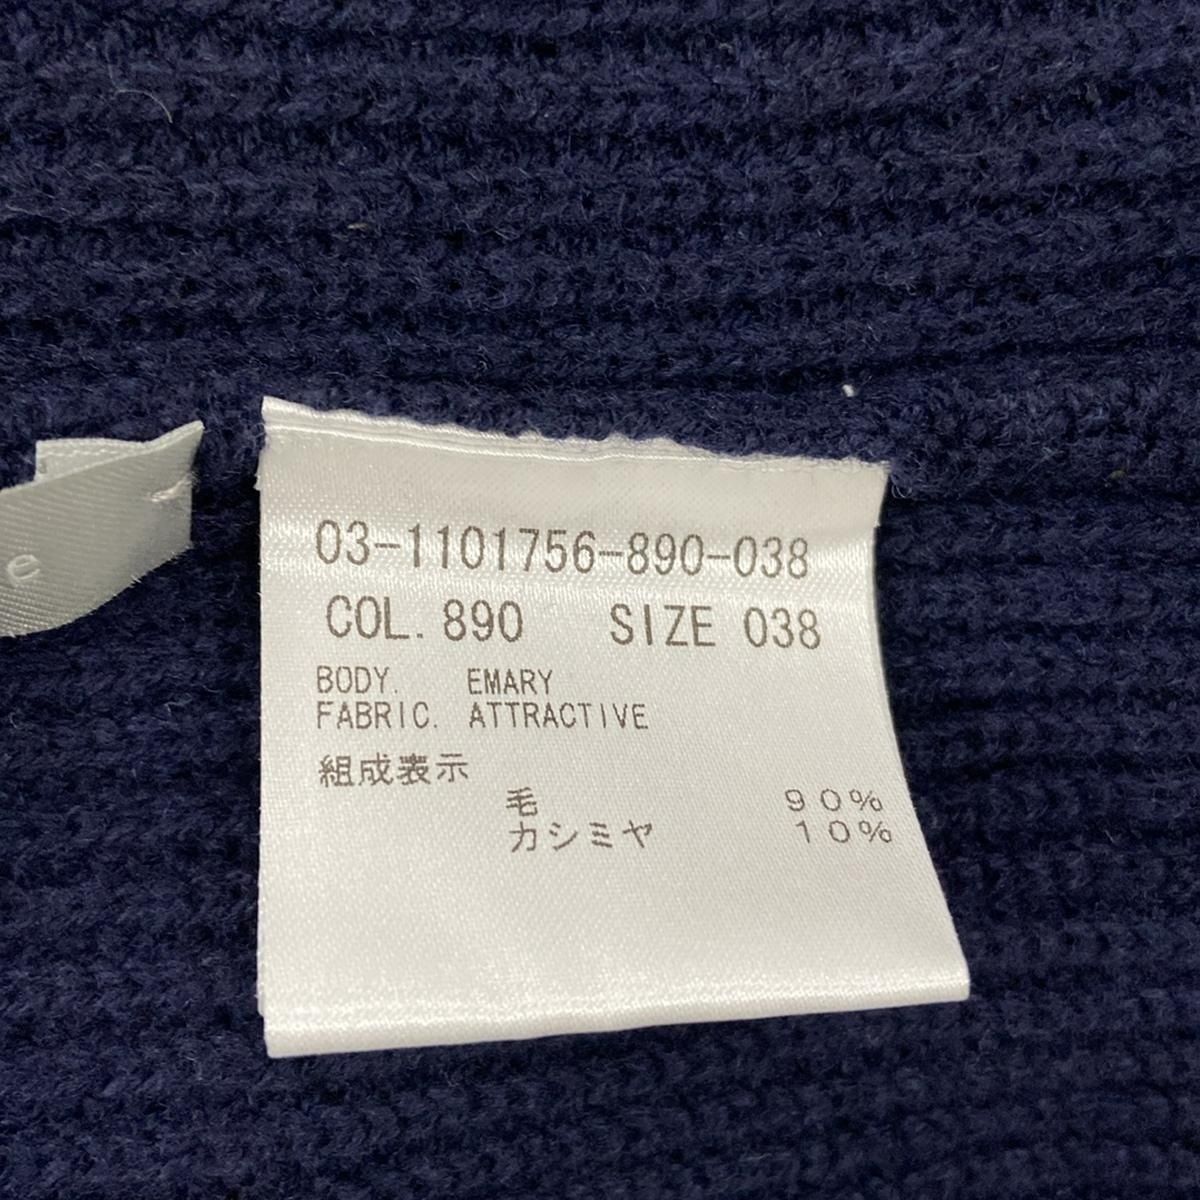 03-1101756-890-038
COL. 890 SIZE 038
BODY. EMARY
FABRIC. ATTRACTIVE
組成表示
毛 90%
カシミヤ 10%
e